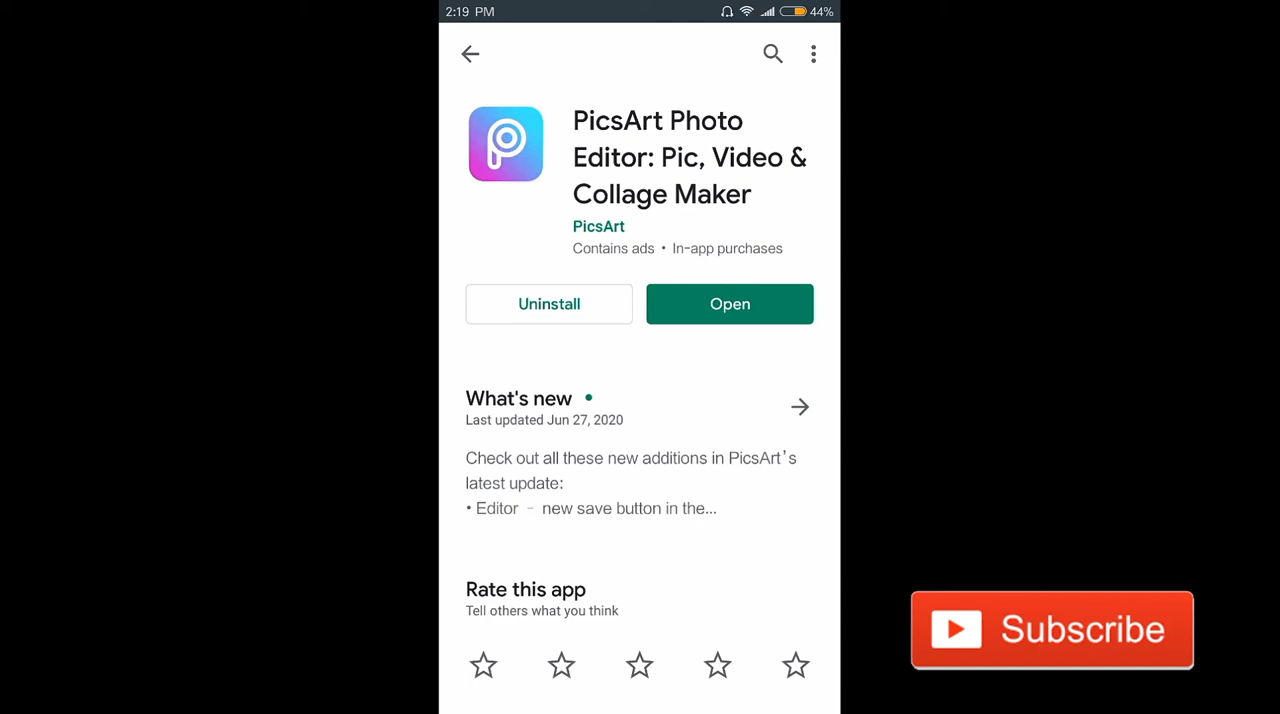 2:19 PM 44%
PicsArt Photo
Editor: Pic, Video &
Collage Maker
PicsArt
Contains ads • In-app purchases
Uninstall Open
What's new •
Last updated Jun 27, 2020
Check out all these new additions in PicsArt's
latest update:
• Editor - new save button in the...
Rate this app
Tell others what you think
Subscribe